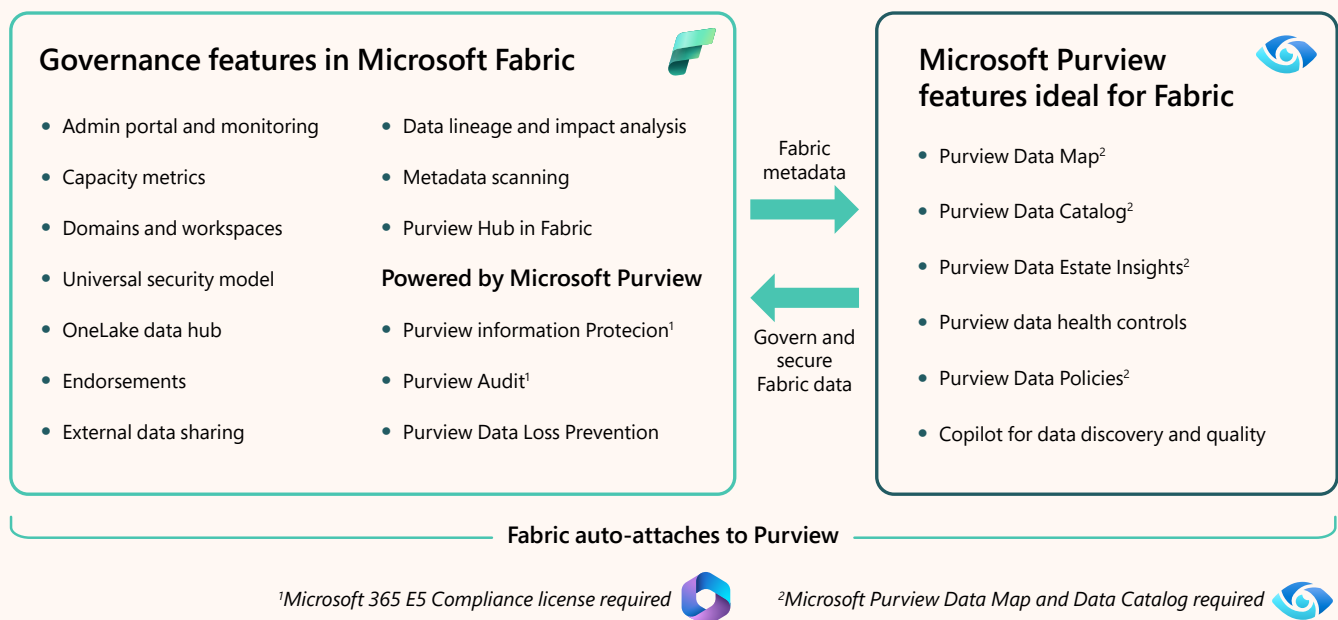 Governance features in Microsoft Fabric
• Admin portal and monitoring
• Capacity metrics
• Domains and workspaces
• Universal security model
• OneLake data hub
• Endorsements
• External data sharing
• Data lineage and impact analysis
• Metadata scanning
• Purview Hub in Fabric
Powered by Microsoft Purview
• Purview information Protecion¹
• Purview Audit¹
• Purview Data Loss Prevention
Fabric
metadata
Govern and
secure
Fabric data
Microsoft Purview
features ideal for Fabric
• Purview Data Map²
• Purview Data Catalog²
• Purview Data Estate Insights²
• Purview data health controls
• Purview Data Policies²
• Copilot for data discovery and quality
Fabric auto-attaches to Purview
¹Microsoft 365 E5 Compliance license required
²Microsoft Purview Data Map and Data Catalog required